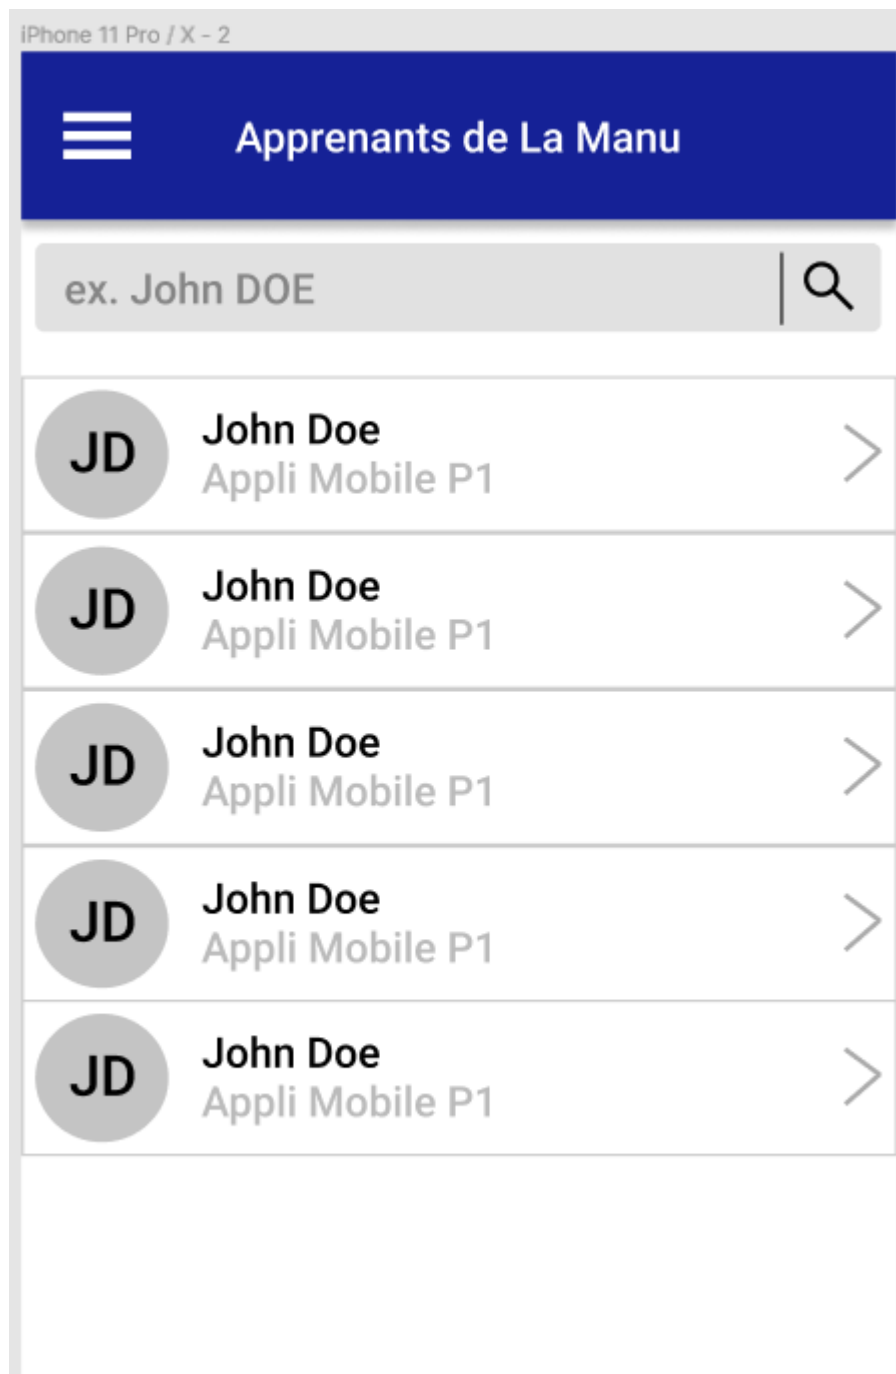 iPhone 11 Pro / X - 2
Apprenants de La Manu
ex. John DOE
JD
John Doe
Appli Mobile P1
JD
John Doe
Appli Mobile P1
JD
John Doe
Appli Mobile P1
JD
John Doe
Appli Mobile P1
JD
John Doe
Appli Mobile P1